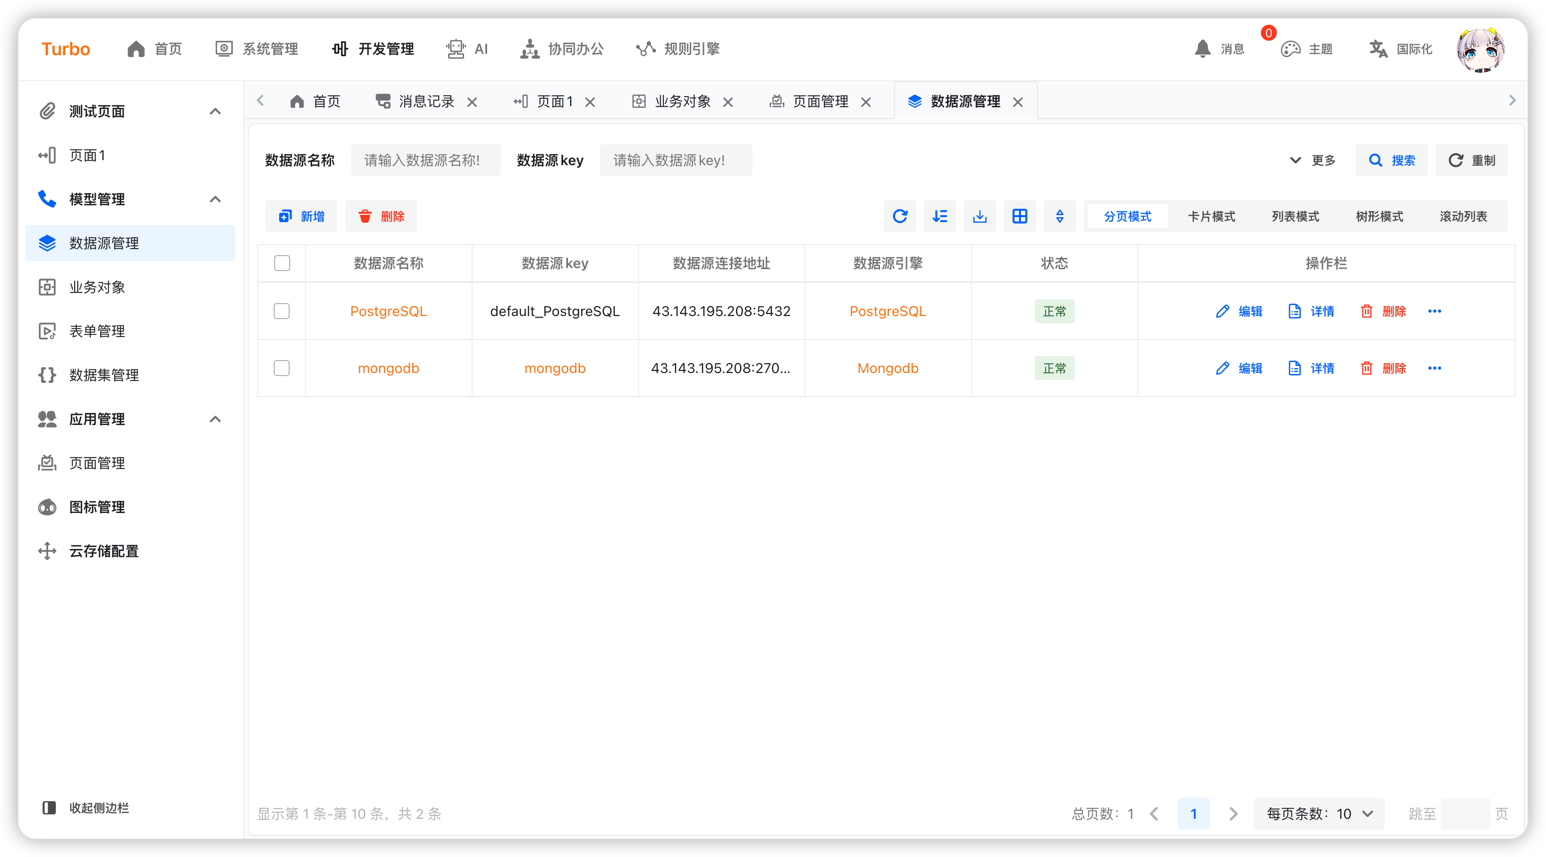 Turbo 首页 系统管理 开发管理 AI 协同办公 规则引擎 消息 0 主题 国际化
测试页面
页面1
模型管理
数据源管理
业务对象
表单管理
数据集管理
应用管理
页面管理
图标管理
云存储配置
收起侧边栏
首页 消息记录 页面1 业务对象 页面管理 数据源管理
数据源名称 请输入数据源名称! 数据源key 请输入数据源key! 更多 搜索 重制
新增 删除 分页模式 卡片模式 列表模式 树形模式 滚动列表
数据源名称 数据源key 数据源连接地址 数据源引擎 状态 操作栏
PostgreSQL default_PostgreSQL 43.143.195.208:5432 PostgreSQL 正常 编辑 详情 删除
mongodb mongodb 43.143.195.208:270... Mongodb 正常 编辑 详情 删除
显示第 1 条-第 10 条，共 2 条 总页数：1 1 每页条数：10 跳至 页